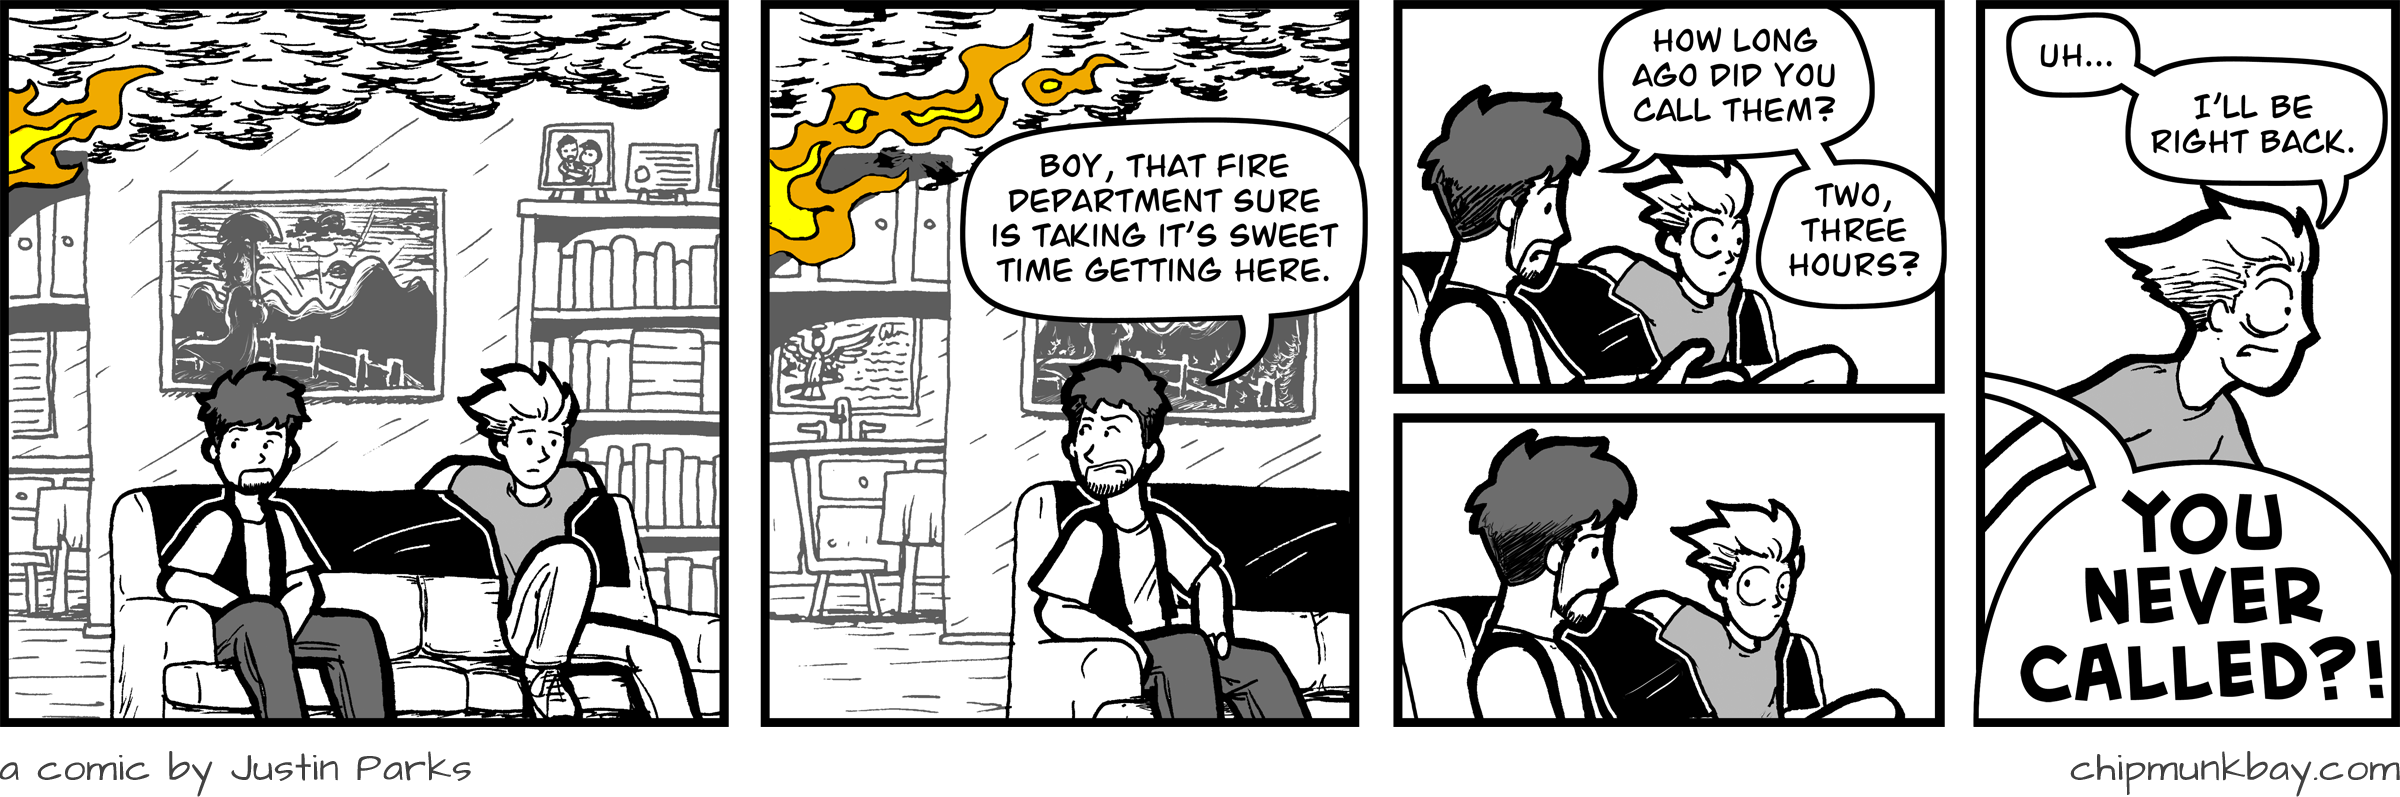 BOY, THAT FIRE
DEPARTMENT SURE
IS TAKING IT'S SWEET
TIME GETTING HERE.
HOW LONG
AGO DID YOU
CALL THEM?
TWO,
THREE
HOURS?
UH...
I'LL BE
RIGHT BACK.
YOU
NEVER
CALLED?!
a comic by Justin Parks
chipmunkbay.com